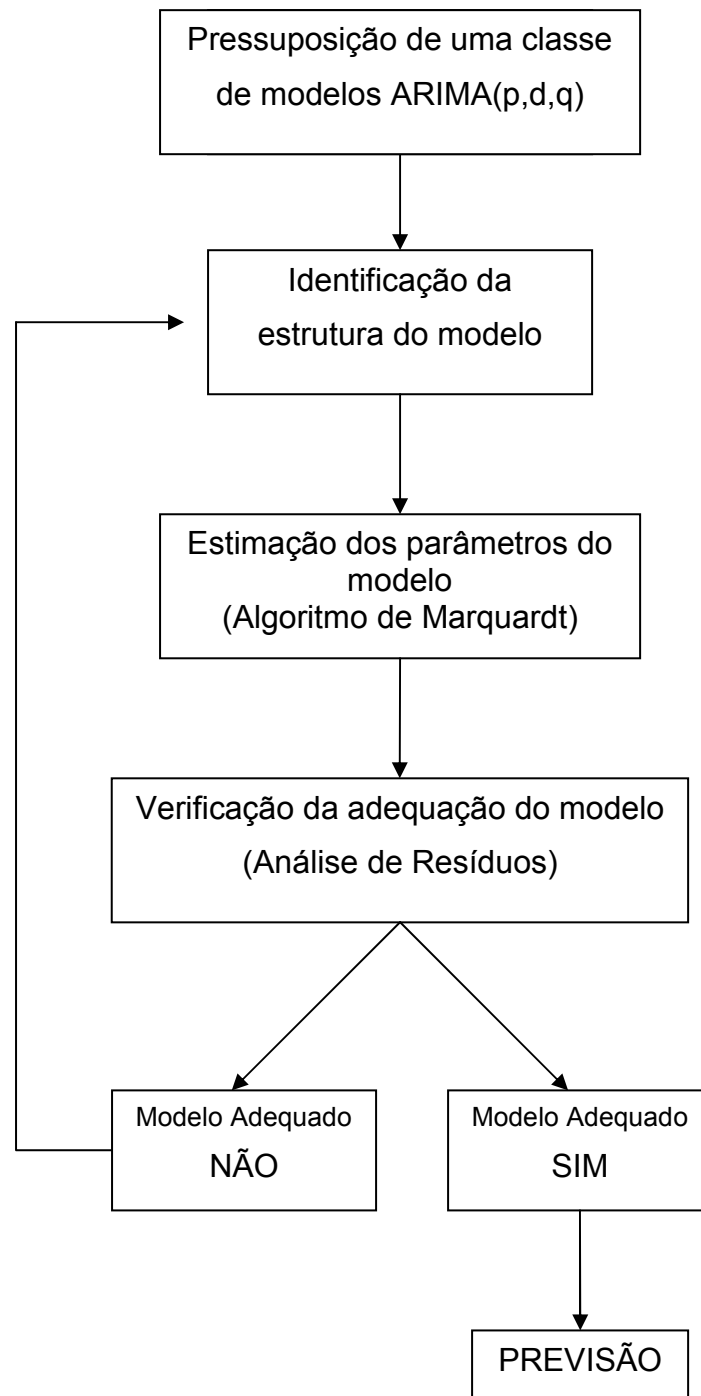 Pressuposição de uma classe
de modelos ARIMA(p,d,q)
Identificação da
estrutura do modelo
Estimação dos parâmetros do
modelo
(Algoritmo de Marquardt)
Verificação da adequação do modelo
(Análise de Resíduos)
Modelo Adequado
NÃO
Modelo Adequado
SIM
PREVISÃO